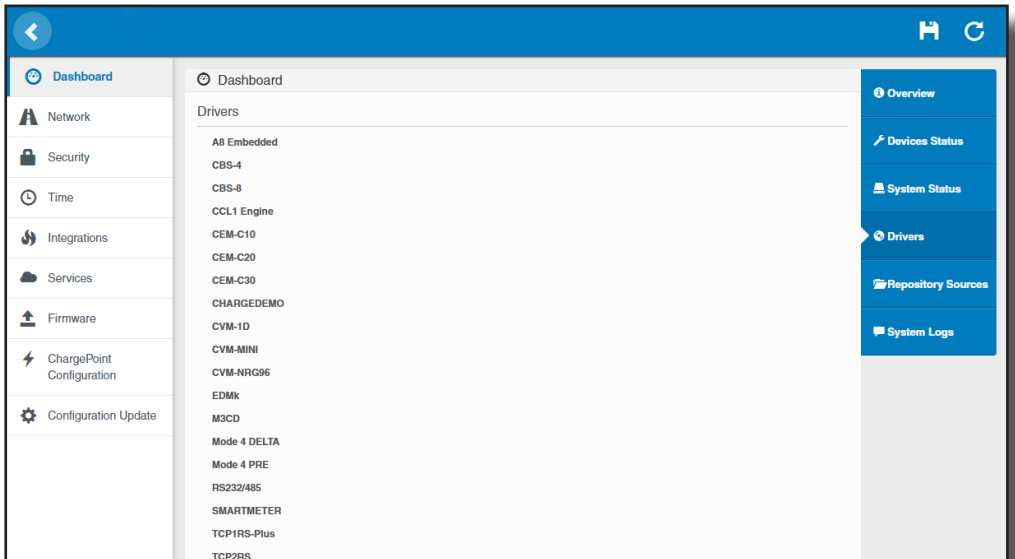 Dashboard
Network
Security
Time
Integrations
Services
Firmware
ChargePoint
Configuration
Configuration Update
Dashboard
Drivers
A8 Embedded
CBS-4
CBS-8
CCL1 Engine
CEM-C10
CEM-C20
CEM-C30
CHARGEDEMO
CVM-1D
CVM-MINI
CVM-NRG96
EDMk
M3CD
Mode 4 DELTA
Mode 4 PRE
RS232/485
SMARTMETER
TCP1RS-Plus
TCP2RS
Overview
Devices Status
System Status
Drivers
Repository Sources
System Logs